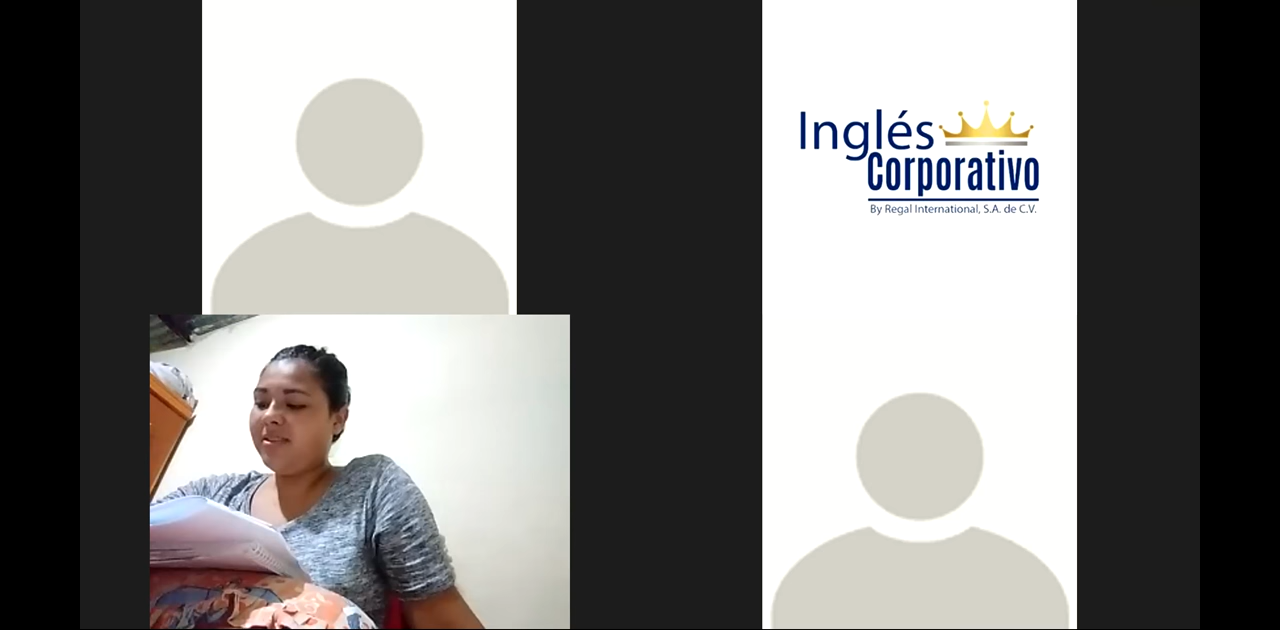 Inglés
Corporativo
By Regal International, S.A. de C.V.